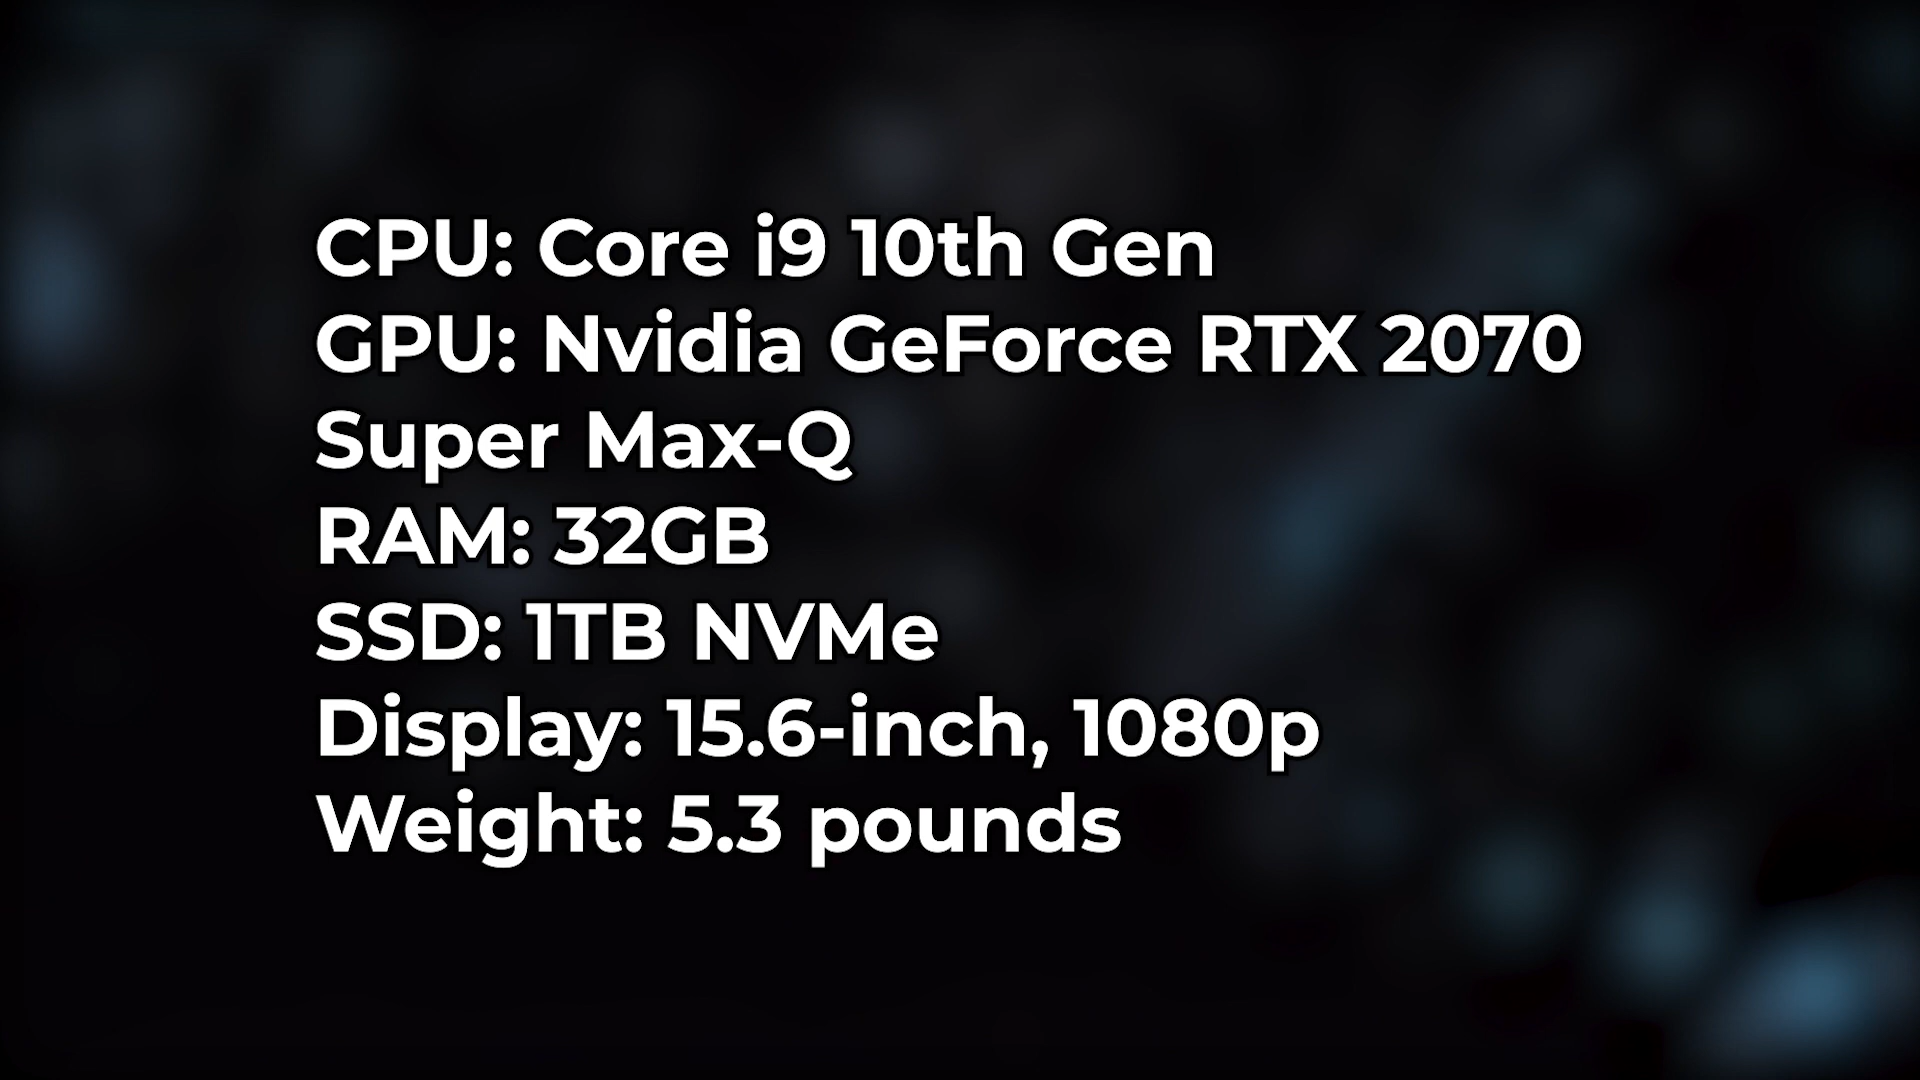 CPU: Core i9 10th Gen
GPU: Nvidia GeForce RTX 2070
Super Max-Q
RAM: 32GB
SSD: 1TB NVMe
Display: 15.6-inch, 1080p
Weight: 5.3 pounds